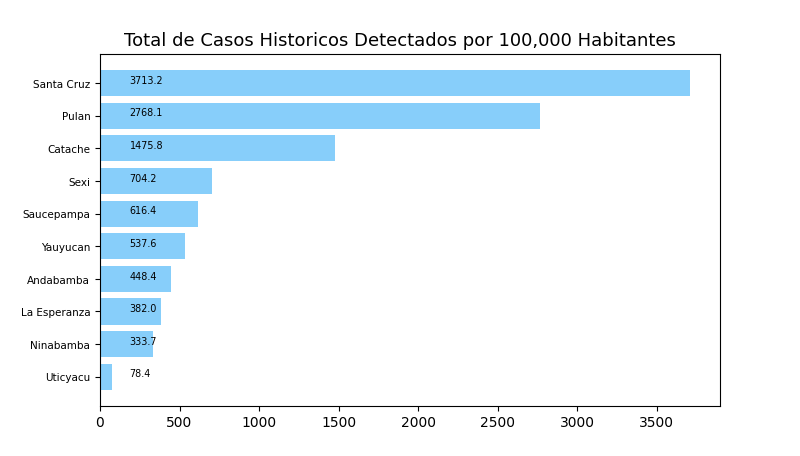 Total de Casos Historicos Detectados por 100,000 Habitantes
Santa Cruz 3713.2
Pulan 2768.1
Catache 1475.8
Sexi 704.2
Saucepampa 616.4
Yauyucan 537.6
Andabamba 448.4
La Esperanza 382.0
Ninabamba 333.7
Uticyacu 78.4
0 500 1000 1500 2000 2500 3000 3500